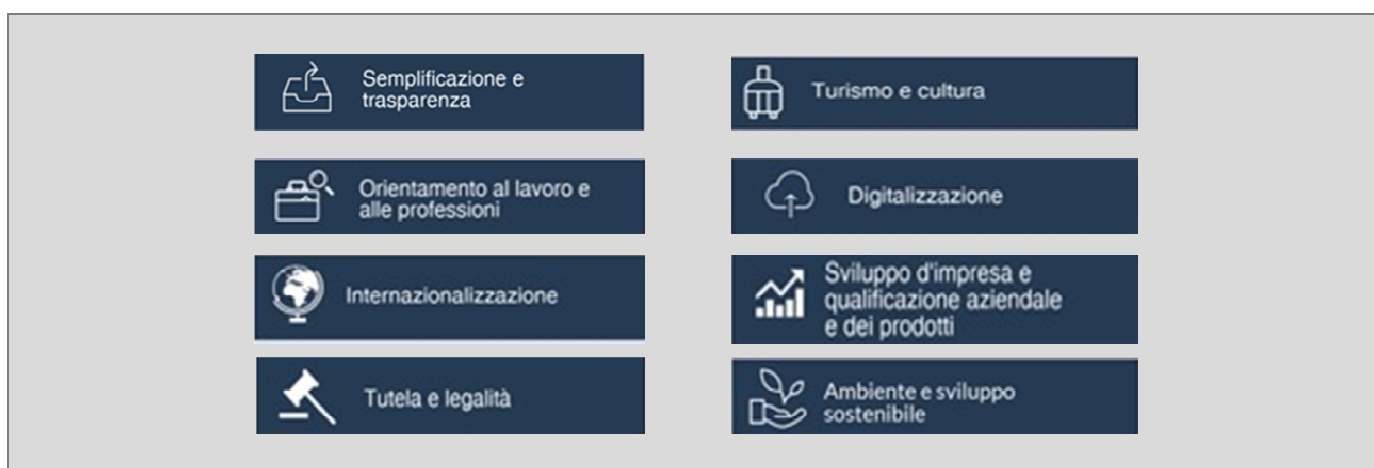 Semplificazione e
trasparenza
Turismo e cultura
Orientamento al lavoro e
alle professioni
Digitalizzazione
Internazionalizzazione
Sviluppo d'impresa e
qualificazione aziendale
e dei prodotti
Tutela e legalità
Ambiente e sviluppo
sostenibile